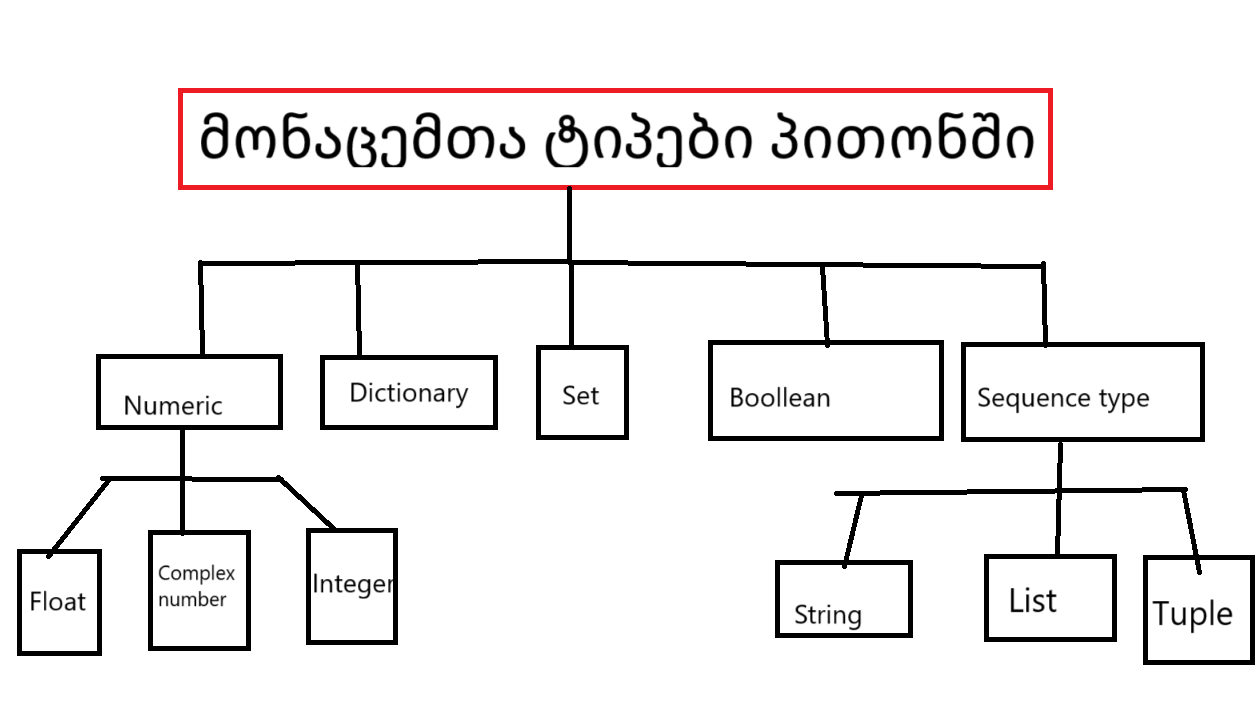 მონაცემთა ტიპები პითონში
Numeric
Dictionary
Set
Boollean
Sequence type
Float
Complex
number
Integer
String
List
Tuple